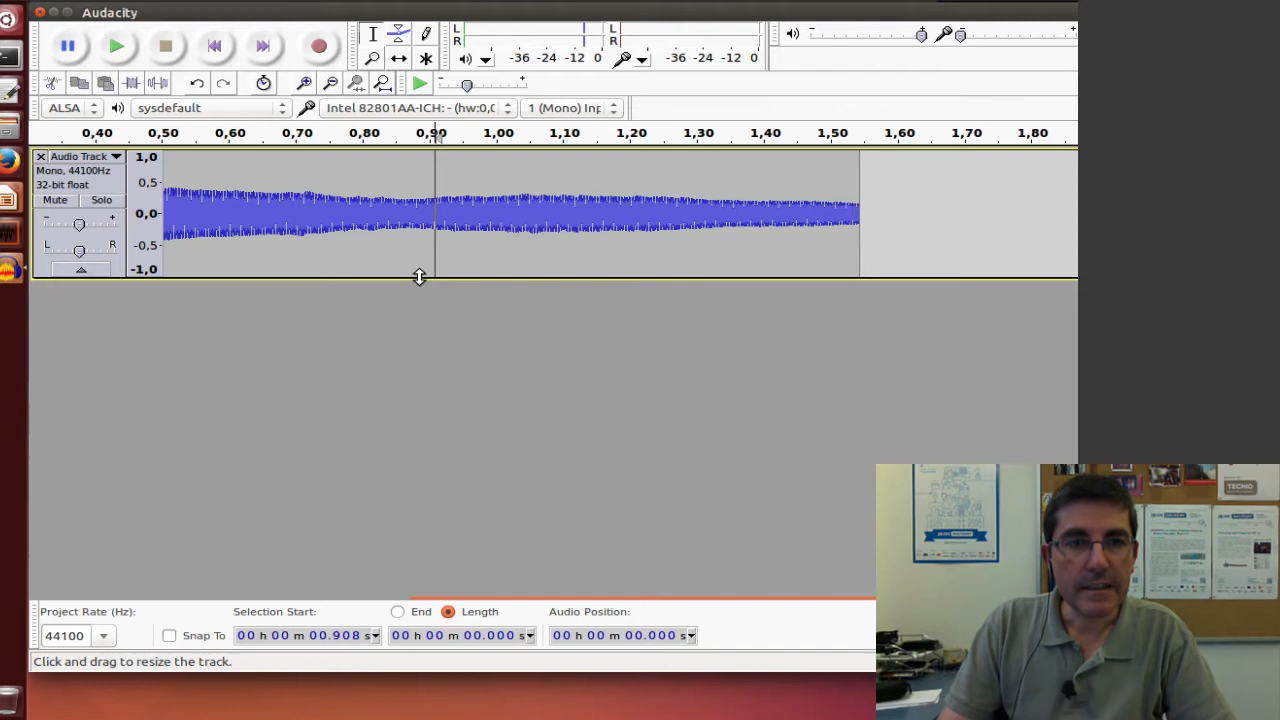 Audacity
L
R
-36 -24 -12 0
L
R
-36 -24 -12 0
- +
- +
ALSA
sysdefault
Intel 82801AA-ICH: - (hw:0,0
1 (Mono) Inp
0,40 0,50 0,60 0,70 0,80 0,90 1,00 1,10 1,20 1,30 1,40 1,50 1,60 1,70 1,80
Audio Track
Mono, 44100Hz
32-bit float
Mute Solo
- +
L R
1,0
0,5
0,0
-0,5
-1,0
Project Rate (Hz):
Selection Start:
End
Length
Audio Position:
44100
Snap To
00 h 00 m 00.908 s
00 h 00 m 00.000 s
00 h 00 m 00.000 s
Click and drag to resize the track.
TECNO